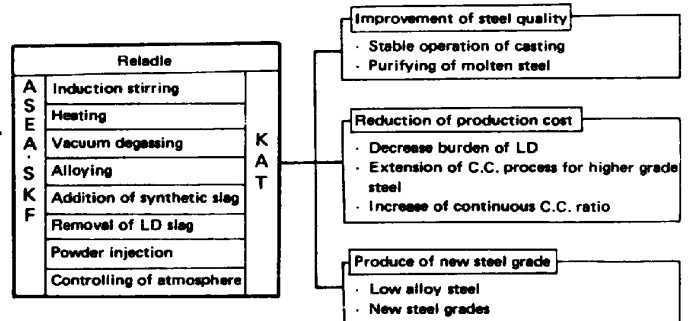 Reladle
ASEA·SKF
Induction stirring
Heating
Vacuum degassing
Alloying
Addition of synthetic slag
Removal of LD slag
Powder injection
Controlling of atmosphere
KAT
Improvement of steel quality
· Stable operation of casting
· Purifying of molten steel
Reduction of production cost
· Decrease burden of LD
· Extension of C.C. process for higher grade
steel
· Increase of continuous C.C. ratio
Produce of new steel grade
· Low alloy steel
· New steel grades